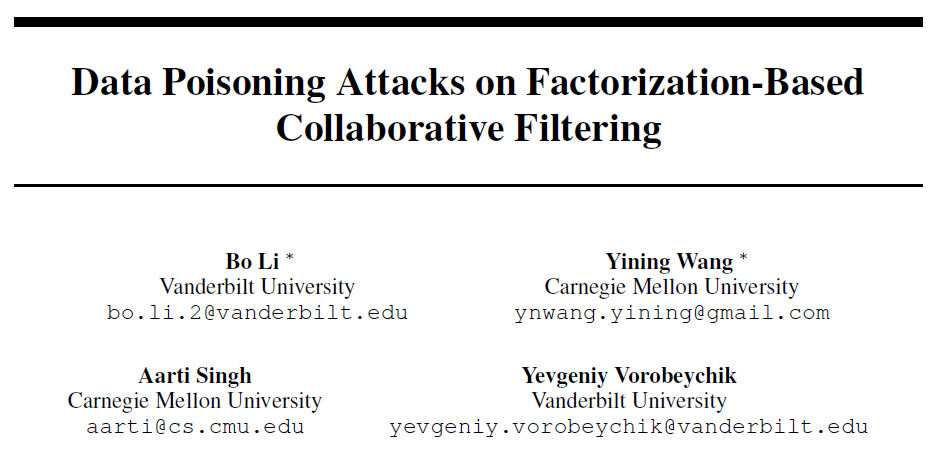 Data Poisoning Attacks on Factorization-Based
Collaborative Filtering
Bo Li *
Vanderbilt University
bo.li.2@vanderbilt.edu
Yining Wang *
Carnegie Mellon University
ynwang.yining@gmail.com
Aarti Singh
Carnegie Mellon University
aarti@cs.cmu.edu
Yevgeniy Vorobeychik
Vanderbilt University
yevgeniy.vorobeychik@vanderbilt.edu